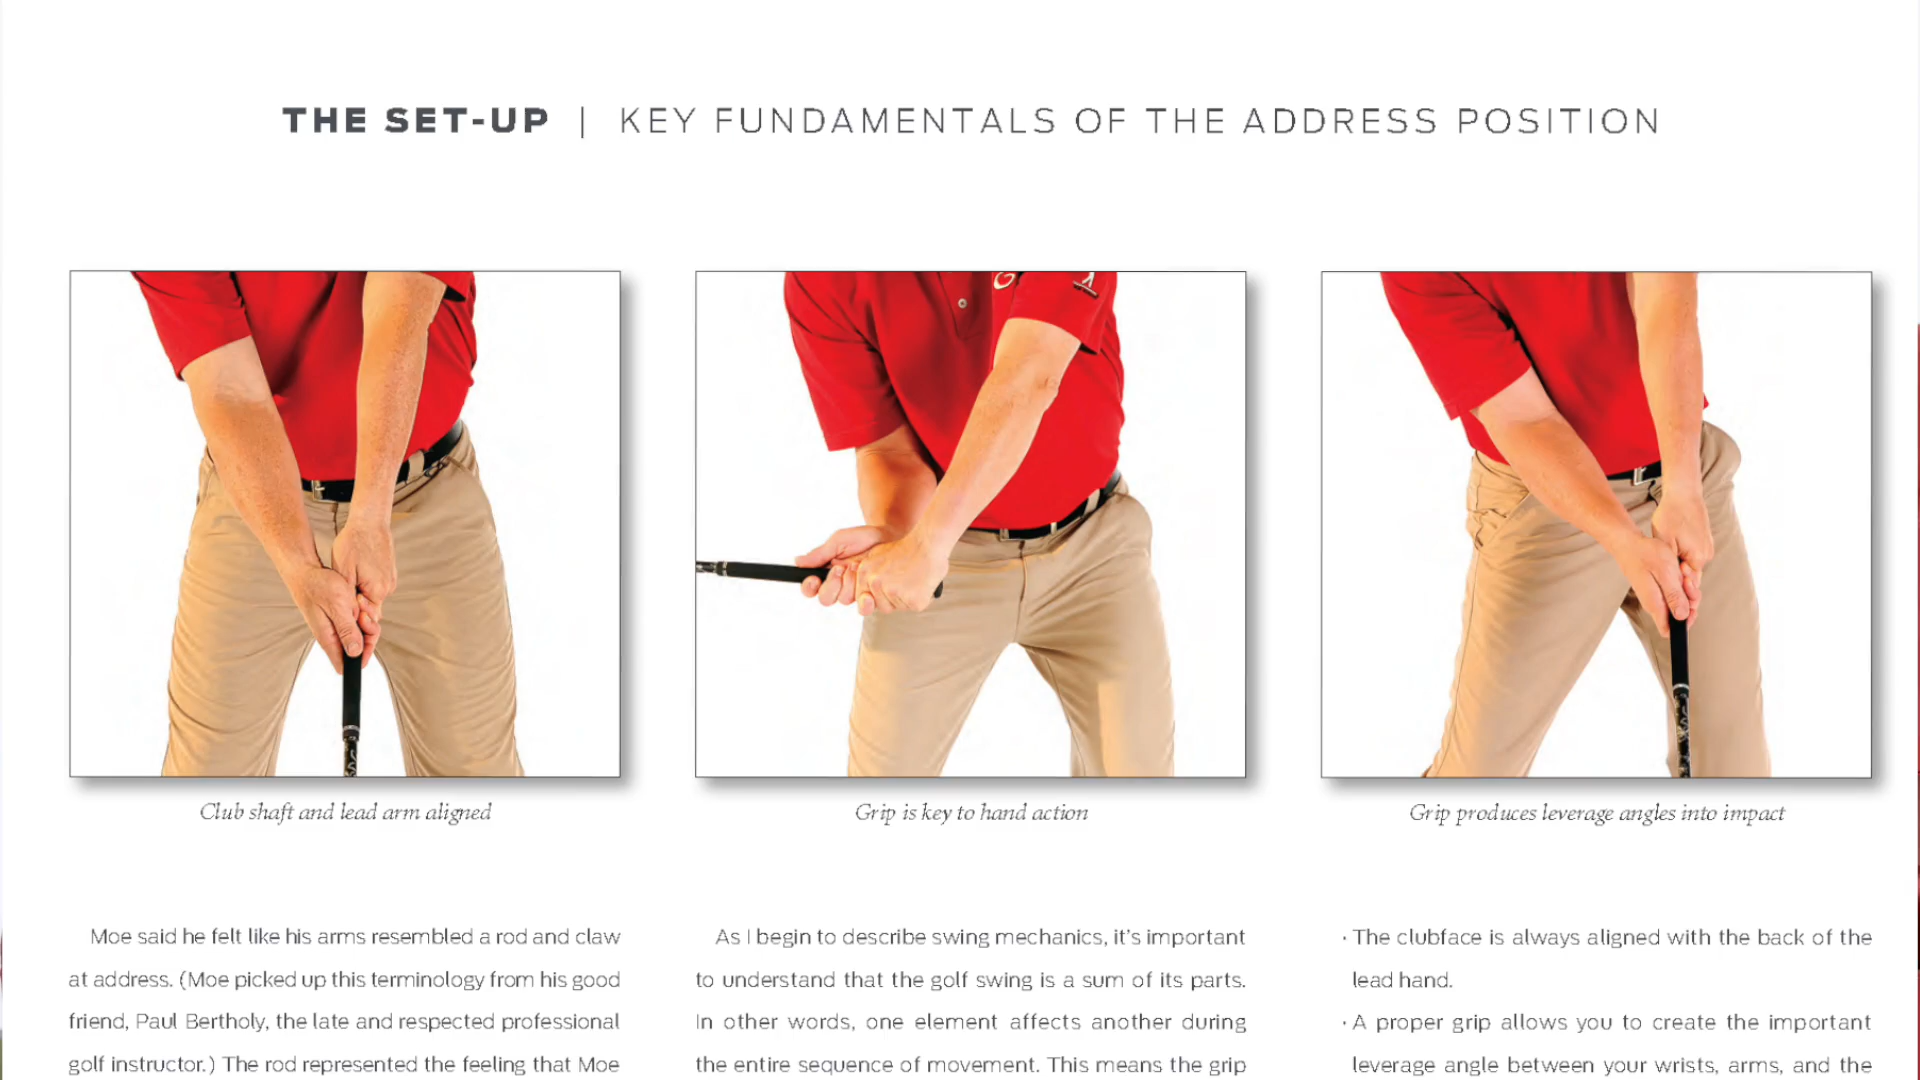 THE SET-UP | KEY FUNDAMENTALS OF THE ADDRESS POSITION
Club shaft and lead arm aligned
Grip is key to hand action
Grip produces leverage angles into impact
Moe said he felt like his arms resembled a rod and claw
at address. (Moe picked up this terminology from his good
friend, Paul Bertholy, the late and respected professional
golf instructor.) The rod represented the feeling that Moe
As I begin to describe swing mechanics, it's important
to understand that the golf swing is a sum of its parts.
In other words, one element affects another during
the entire sequence of movement. This means the grip
· The clubface is always aligned with the back of the
lead hand.
· A proper grip allows you to create the important
leverage angle between your wrists, arms, and the